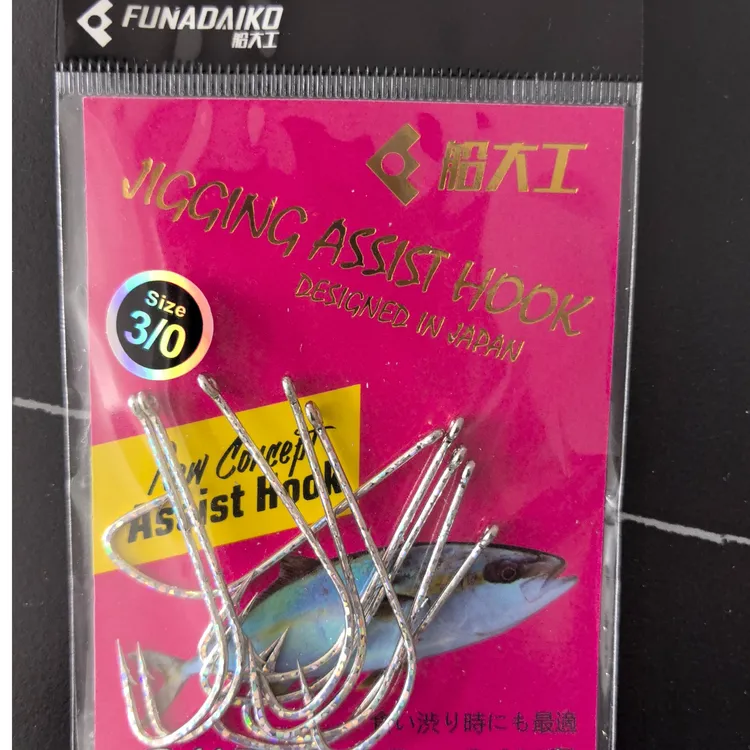 FUNADAIKO
船大工
船大工
JIGGING ASSIST HOOK
DESIGNED IN JAPAN
Size
3/0
New Concept
Assist Hook
い渋り時にも最適